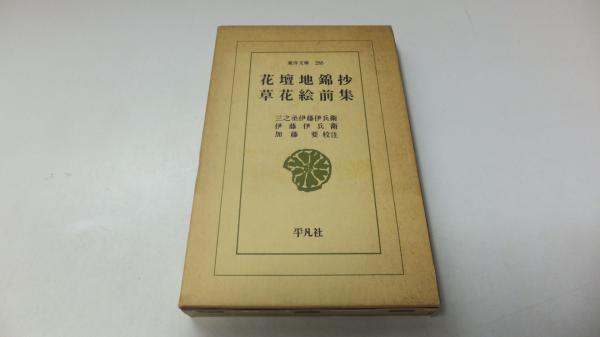 東洋文庫 288
花壇地錦抄
草花絵前集
三之丞伊藤伊兵衛
伊藤伊兵衛
加藤 要 校注
平凡社